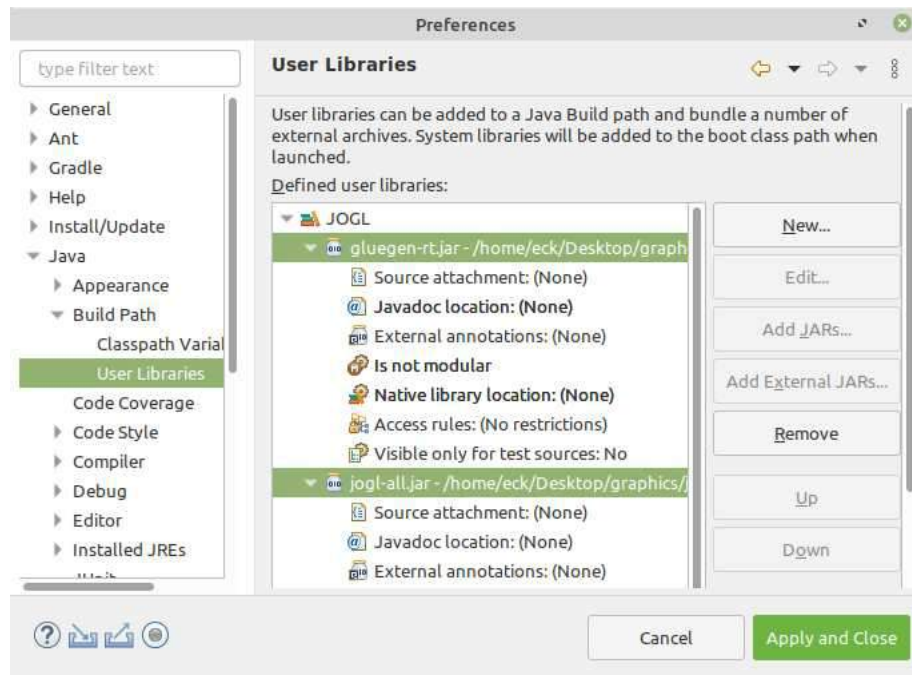 Preferences
type filter text
General
Ant
Gradle
Help
Install/Update
Java
Appearance
Build Path
Classpath Varial
User Libraries
Code Coverage
Code Style
Compiler
Debug
Editor
Installed JREs
User Libraries
User libraries can be added to a Java Build path and bundle a number of
external archives. System libraries will be added to the boot class path when
launched.
Defined user libraries:
JOGL
gluegen-rt.jar - /home/eck/Desktop/graph
Source attachment: (None)
Javadoc location: (None)
External annotations: (None)
Is not modular
Native library location: (None)
Access rules: (No restrictions)
Visible only for test sources: No
jogl-all.jar - /home/eck/Desktop/graphics/j
Source attachment: (None)
Javadoc location: (None)
External annotations: (None)
New...
Edit...
Add JARs...
Add External JARs...
Remove
Up
Down
Cancel
Apply and Close